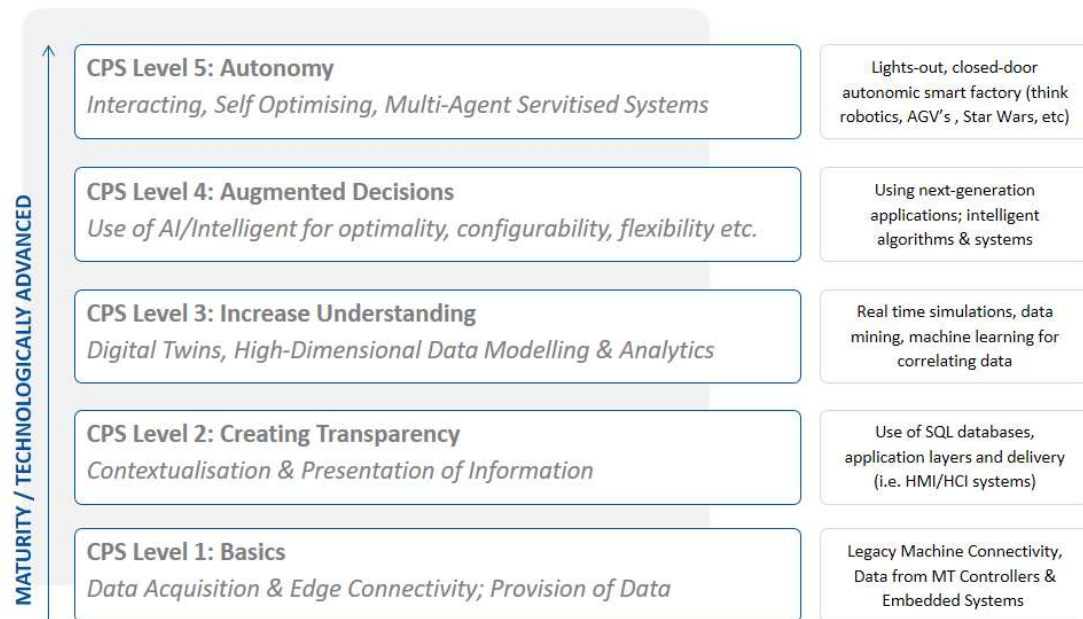 MATURITY / TECHNOLOGICALLY ADVANCED
CPS Level 5: Autonomy
Interacting, Self Optimising, Multi-Agent Servitised Systems
Lights-out, closed-door
autonomic smart factory (think
robotics, AGV's , Star Wars, etc)
CPS Level 4: Augmented Decisions
Use of AI/Intelligent for optimality, configurability, flexibility etc.
Using next-generation
applications; intelligent
algorithms & systems
CPS Level 3: Increase Understanding
Digital Twins, High-Dimensional Data Modelling & Analytics
Real time simulations, data
mining, machine learning for
correlating data
CPS Level 2: Creating Transparency
Contextualisation & Presentation of Information
Use of SQL databases,
application layers and delivery
(i.e. HMI/HCI systems)
CPS Level 1: Basics
Data Acquisition & Edge Connectivity; Provision of Data
Legacy Machine Connectivity,
Data from MT Controllers &
Embedded Systems